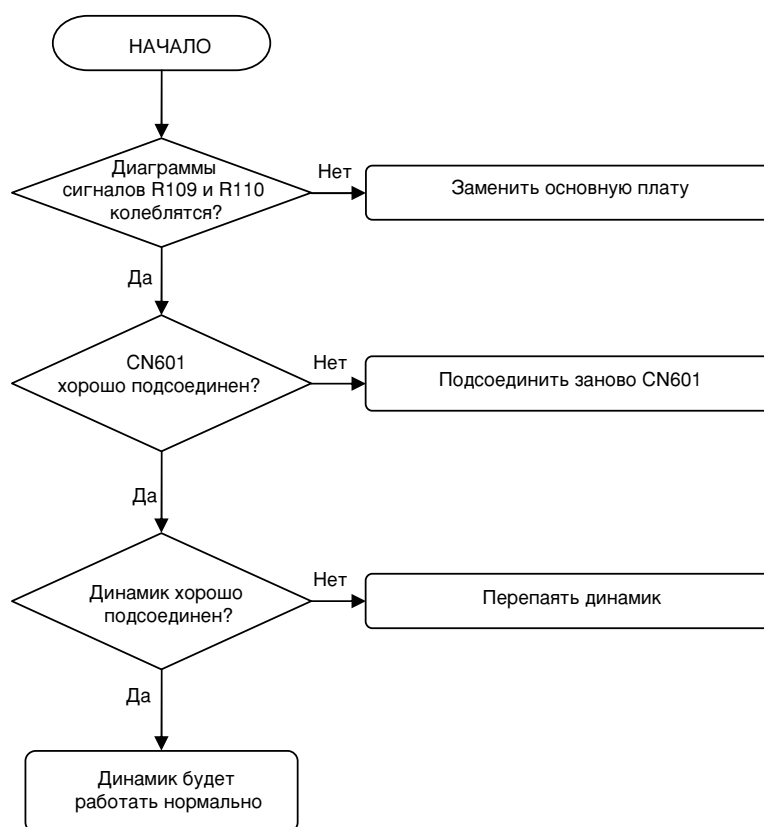 НАЧАЛО
Диаграммы
сигналов R109 и R110
колеблятся?
Нет
Заменить основную плату
Да
CN601
хорошо подсоединен?
Нет
Подсоединить заново CN601
Да
Динамик хорошо
подсоединен?
Нет
Перепаять динамик
Да
Динамик будет
работать нормально